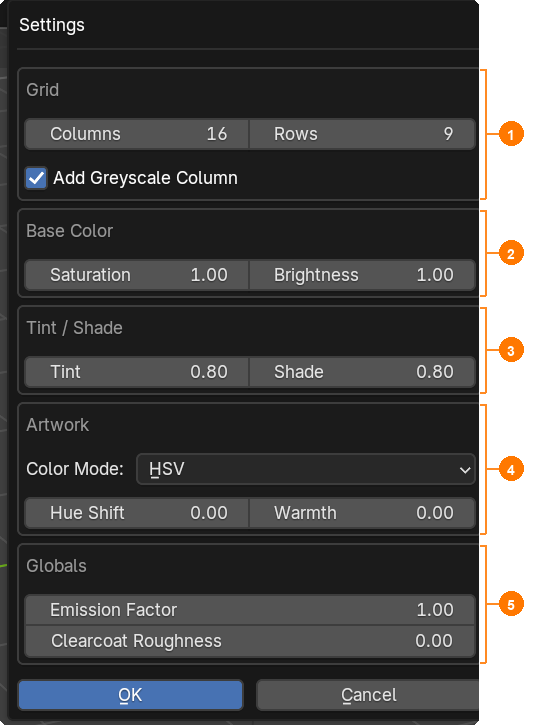 Settings
Grid
Columns 16 Rows 9
Add Greyscale Column
1
Base Color
Saturation 1.00 Brightness 1.00
2
Tint / Shade
Tint 0.80 Shade 0.80
3
Artwork
Color Mode: HSV
Hue Shift 0.00 Warmth 0.00
4
Globals
Emission Factor 1.00
Clearcoat Roughness 0.00
5
OK Cancel